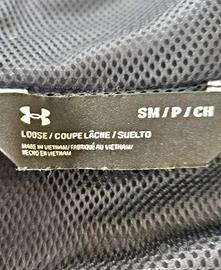 SM / P / CH
LOOSE / COUPE LÂCHE / SUELTO
MADE IN VIETNAM / FABRIQUÉ AU VIETNAM /
HECHO EN VIETNAM